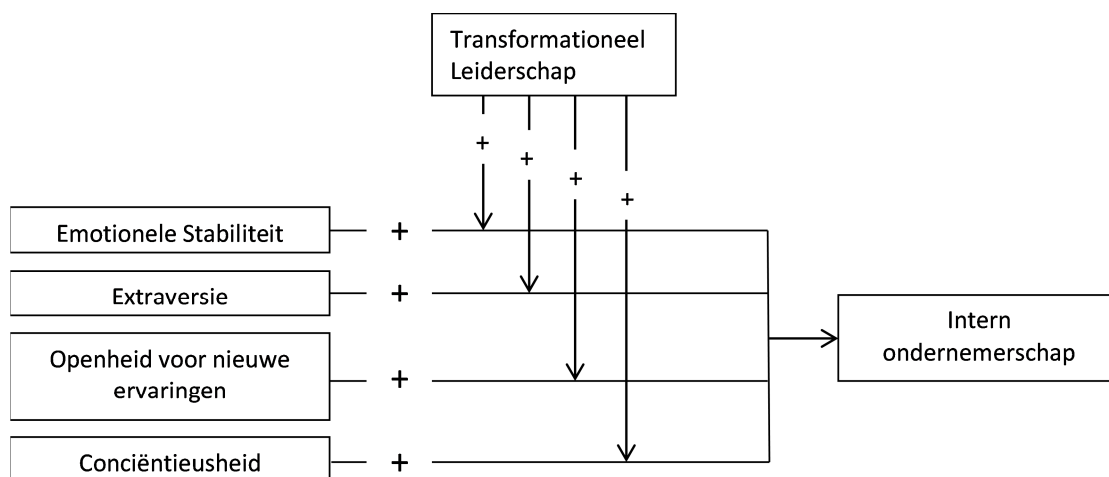 Transformationeel
Leiderschap
+
+
+
+
Emotionele Stabiliteit
+
Extraversie
+
Openheid voor nieuwe
ervaringen
+
Conciëntieusheid
+
Intern
ondernemerschap